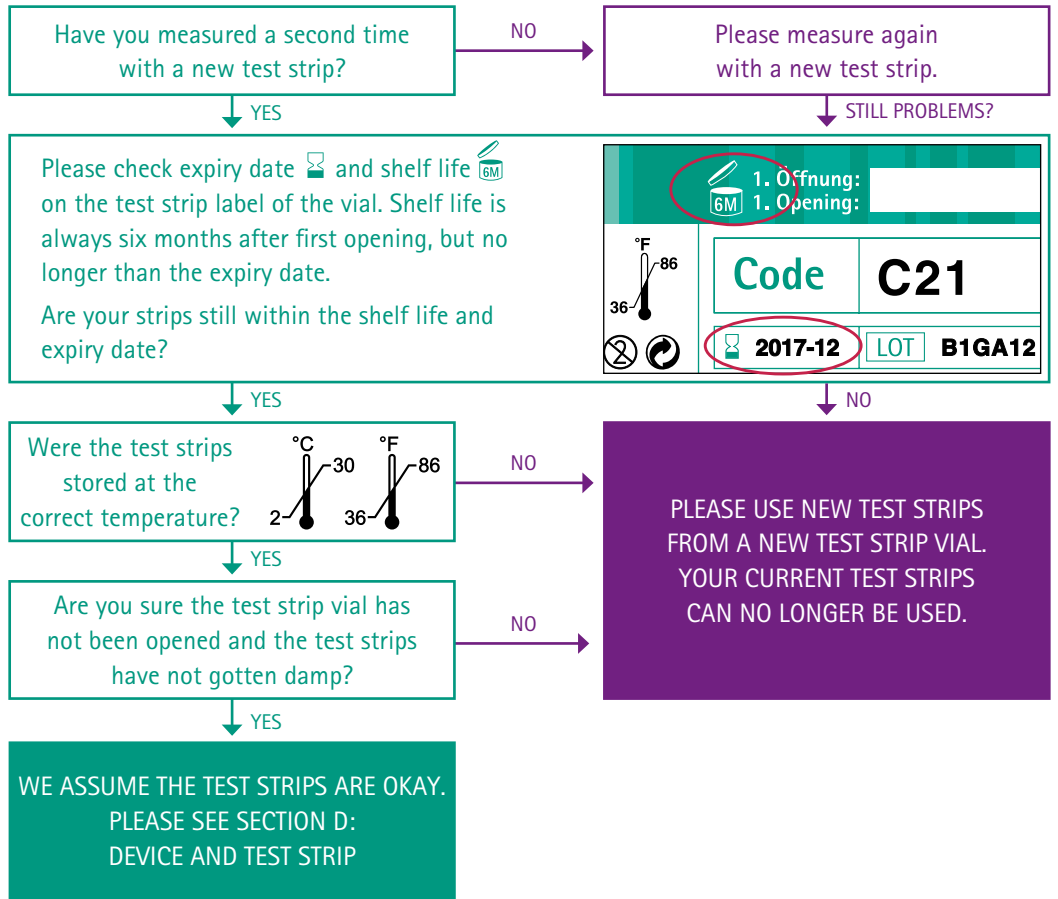 Have you measured a second time
with a new test strip?
NO
Please measure again
with a new test strip.
YES
STILL PROBLEMS?
Please check expiry date and shelf life 6M
on the test strip label of the vial. Shelf life is
always six months after first opening, but no
longer than the expiry date.
Are your strips still within the shelf life and
expiry date?
6M
1. Öffnung:
1. Opening:
°F
86
36
Code C21
2
2017-12 LOT B1GA12
YES
NO
Were the test strips
stored at the
correct temperature?
°C
30
2
°F
86
36
NO
PLEASE USE NEW TEST STRIPS
FROM A NEW TEST STRIP VIAL.
YOUR CURRENT TEST STRIPS
CAN NO LONGER BE USED.
YES
Are you sure the test strip vial has
not been opened and the test strips
have not gotten damp?
NO
YES
WE ASSUME THE TEST STRIPS ARE OKAY.
PLEASE SEE SECTION D:
DEVICE AND TEST STRIP